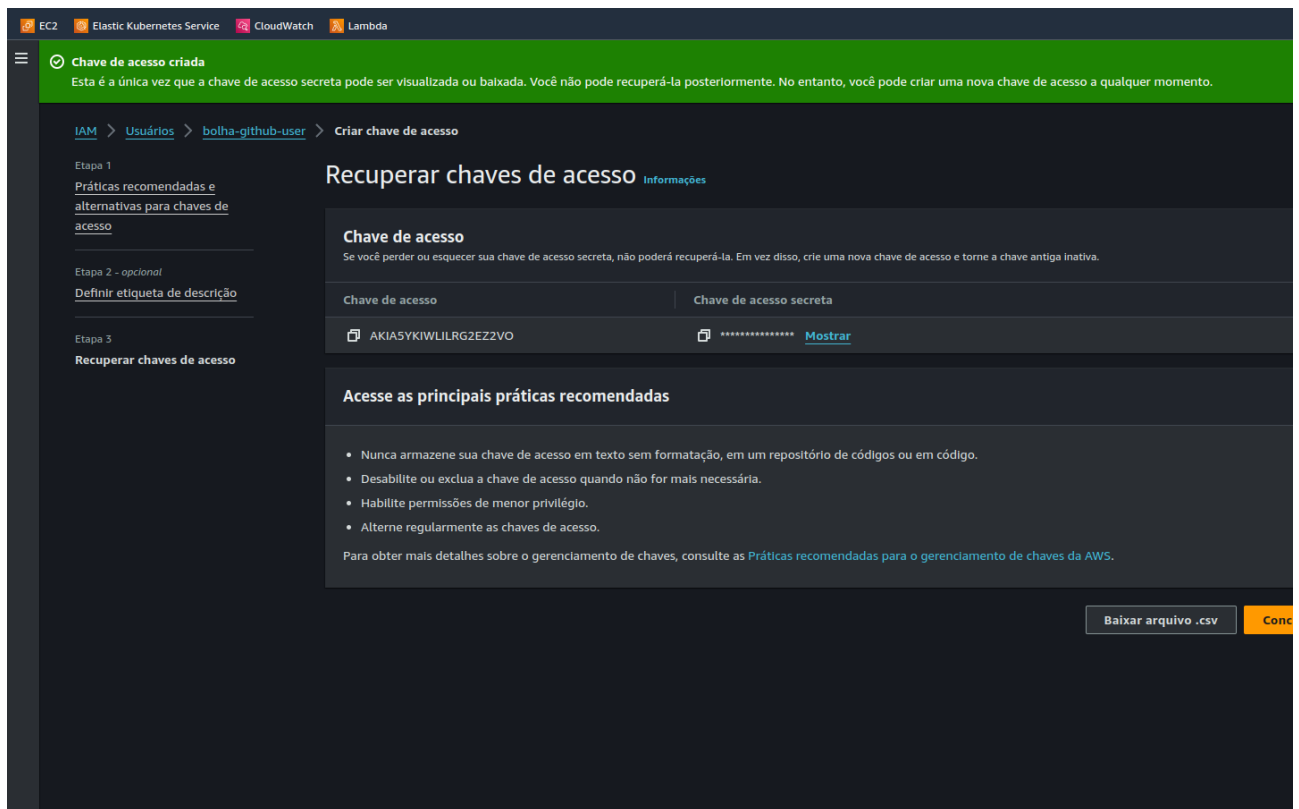 EC2 Elastic Kubernetes Service CloudWatch Lambda
Chave de acesso criada
Esta é a única vez que a chave de acesso secreta pode ser visualizada ou baixada. Você não pode recuperá-la posteriormente. No entanto, você pode criar uma nova chave de acesso a qualquer momento.
IAM > Usuários > bolha-github-user > Criar chave de acesso
Etapa 1
Práticas recomendadas e
alternativas para chaves de
acesso
Etapa 2 - opcional
Definir etiqueta de descrição
Etapa 3
Recuperar chaves de acesso
Recuperar chaves de acesso Informações
Chave de acesso
Se você perder ou esquecer sua chave de acesso secreta, não poderá recuperá-la. Em vez disso, crie uma nova chave de acesso e torne a chave antiga inativa.
Chave de acesso Chave de acesso secreta
AKIA5YKIWLILRG2EZ2VO *************** Mostrar
Acesse as principais práticas recomendadas
• Nunca armazene sua chave de acesso em texto sem formatação, em um repositório de códigos ou em código.
• Desabilite ou exclua a chave de acesso quando não for mais necessária.
• Habilite permissões de menor privilégio.
• Alterne regularmente as chaves de acesso.
Para obter mais detalhes sobre o gerenciamento de chaves, consulte as Práticas recomendadas para o gerenciamento de chaves da AWS.
Baixar arquivo .csv Conc